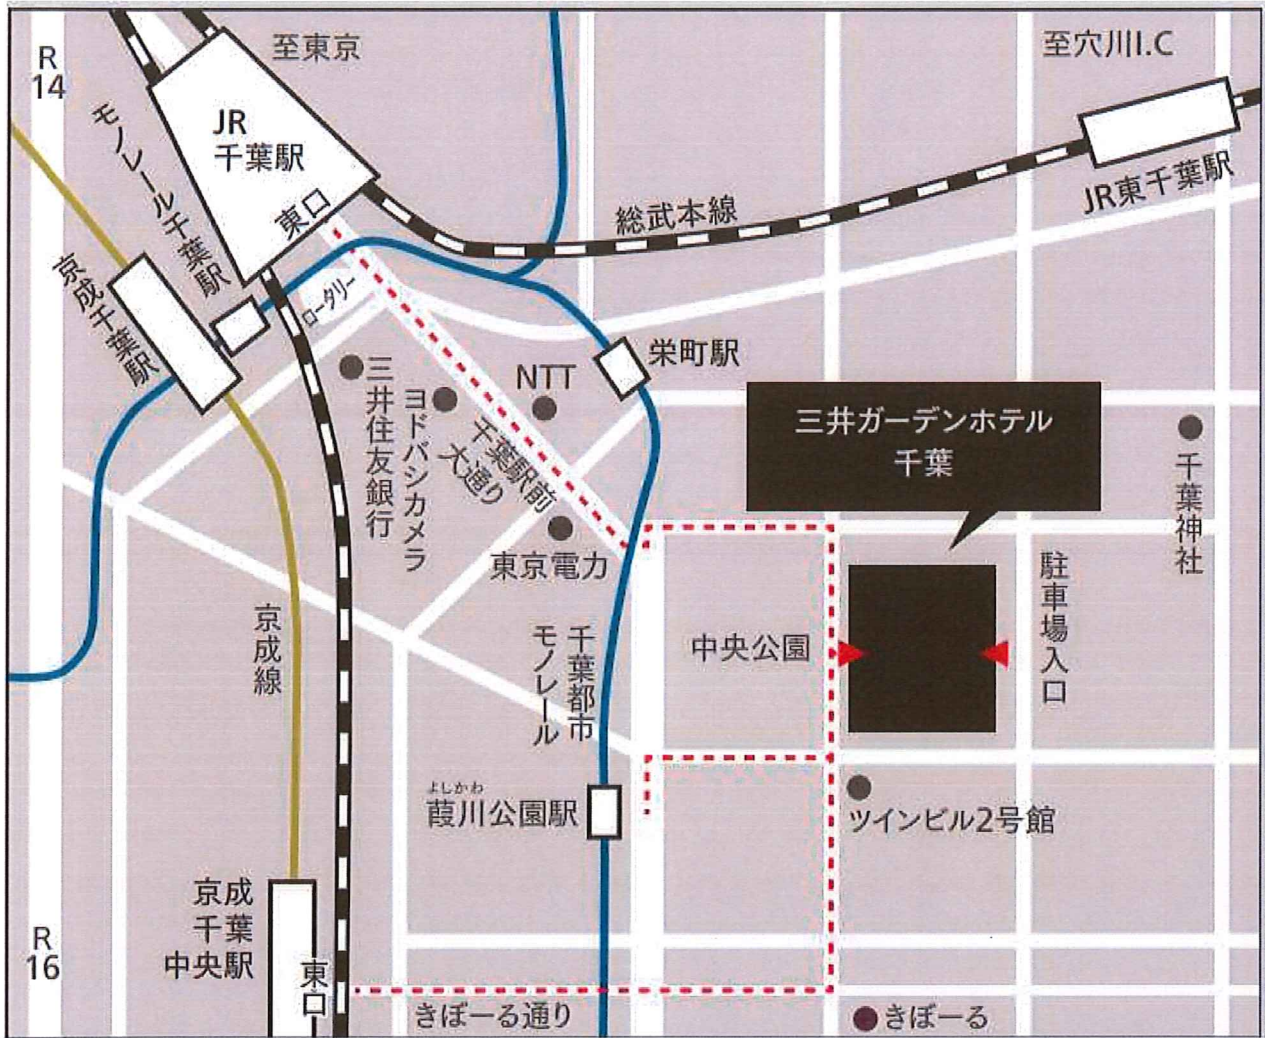 R
14
至東京
至穴川I.C
JR
千葉駅
東口
モノレール千葉駅
JR東千葉駅
総武本線
京成千葉駅
ロータリー
栄町駅
NTT
三井住友銀行
ヨドバシカメラ
千葉駅前
大通り
三井ガーデンホテル
千葉
千葉神社
東京電力
駐車場入口
京成線
千葉都市
モノレール
中央公園
よしかわ
葭川公園駅
ツインビル2号館
京成
千葉
中央駅
R
16
東口
きぼーる通り
きぼーる